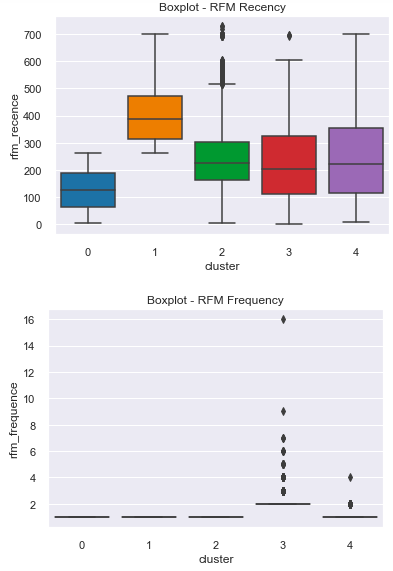 Boxplot - RFM Recency
700
600
500
400
300
200
100
0
rfm_recence
0 1 2 3 4
cluster
Boxplot - RFM Frequency
16
14
12
10
8
6
4
2
rfm_frequence
0 1 2 3 4
cluster